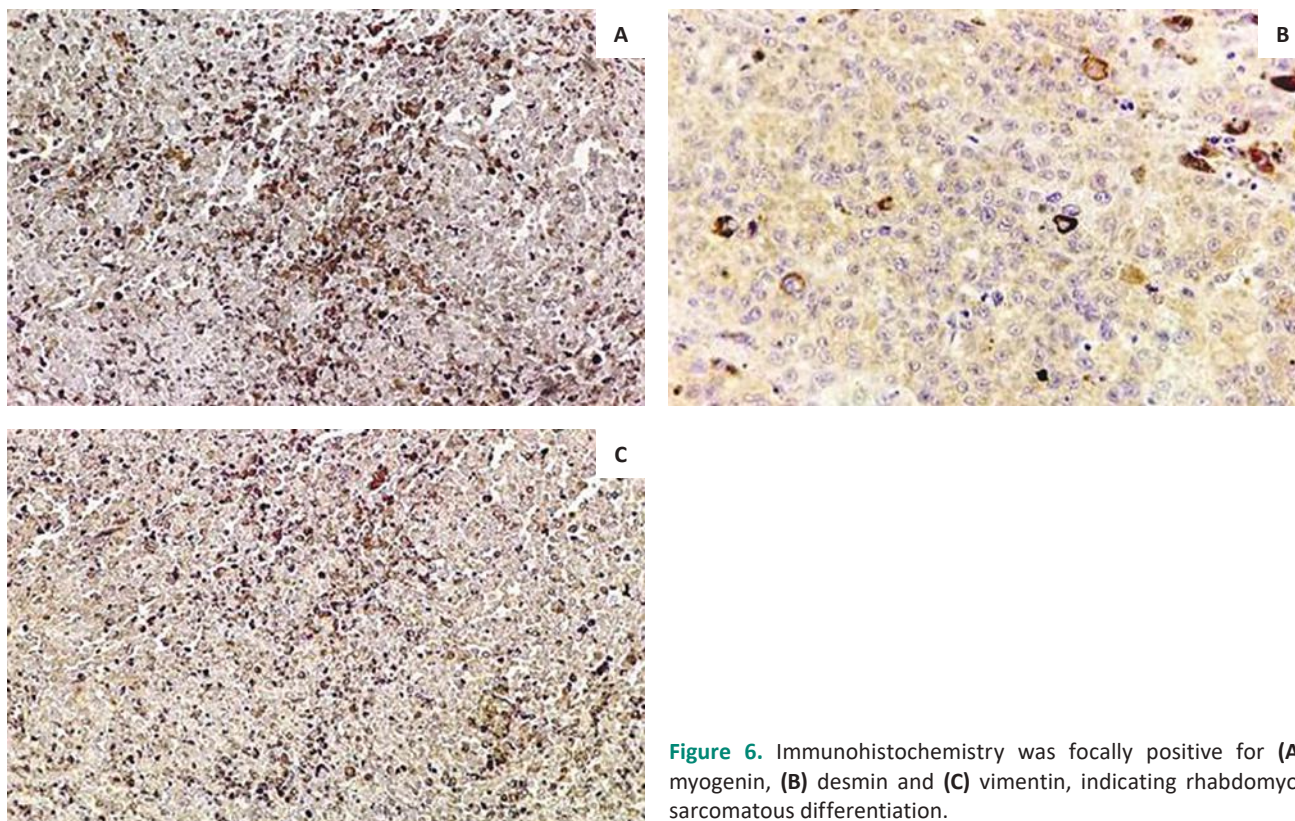 A
B
C
Figure 6. Immunohistochemistry was focally positive for (A
myogenin, (B) desmin and (C) vimentin, indicating rhabdomyo
sarcomatous differentiation.